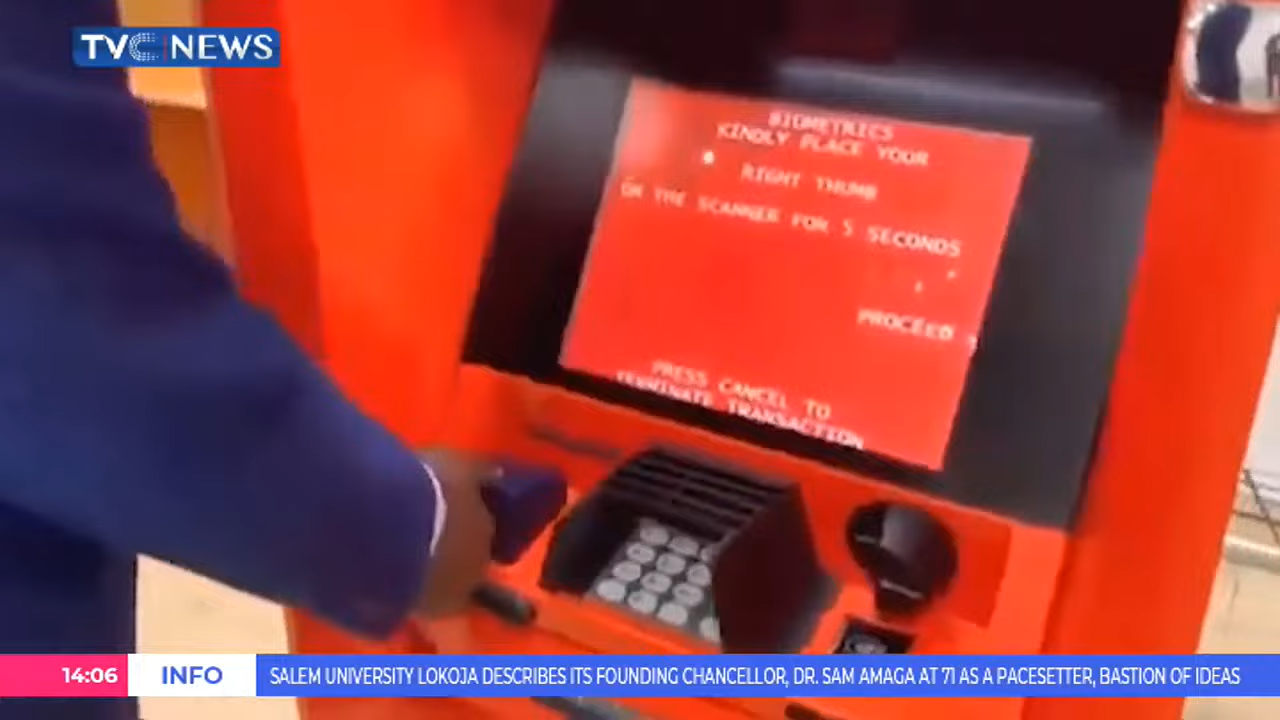 TVC NEWS
BIOMETRICS
KINDLY PLACE YOUR
RIGHT THUMB
ON THE SCANNER FOR 5 SECONDS
PROCEED
PRESS CANCEL TO
TERMINATE TRANSACTION
14:06
INFO
SALEM UNIVERSITY LOKOJA DESCRIBES ITS FOUNDING CHANCELLOR, DR. SAM AMAGA AT 71 AS A PACESETTER, BASTION OF IDEAS